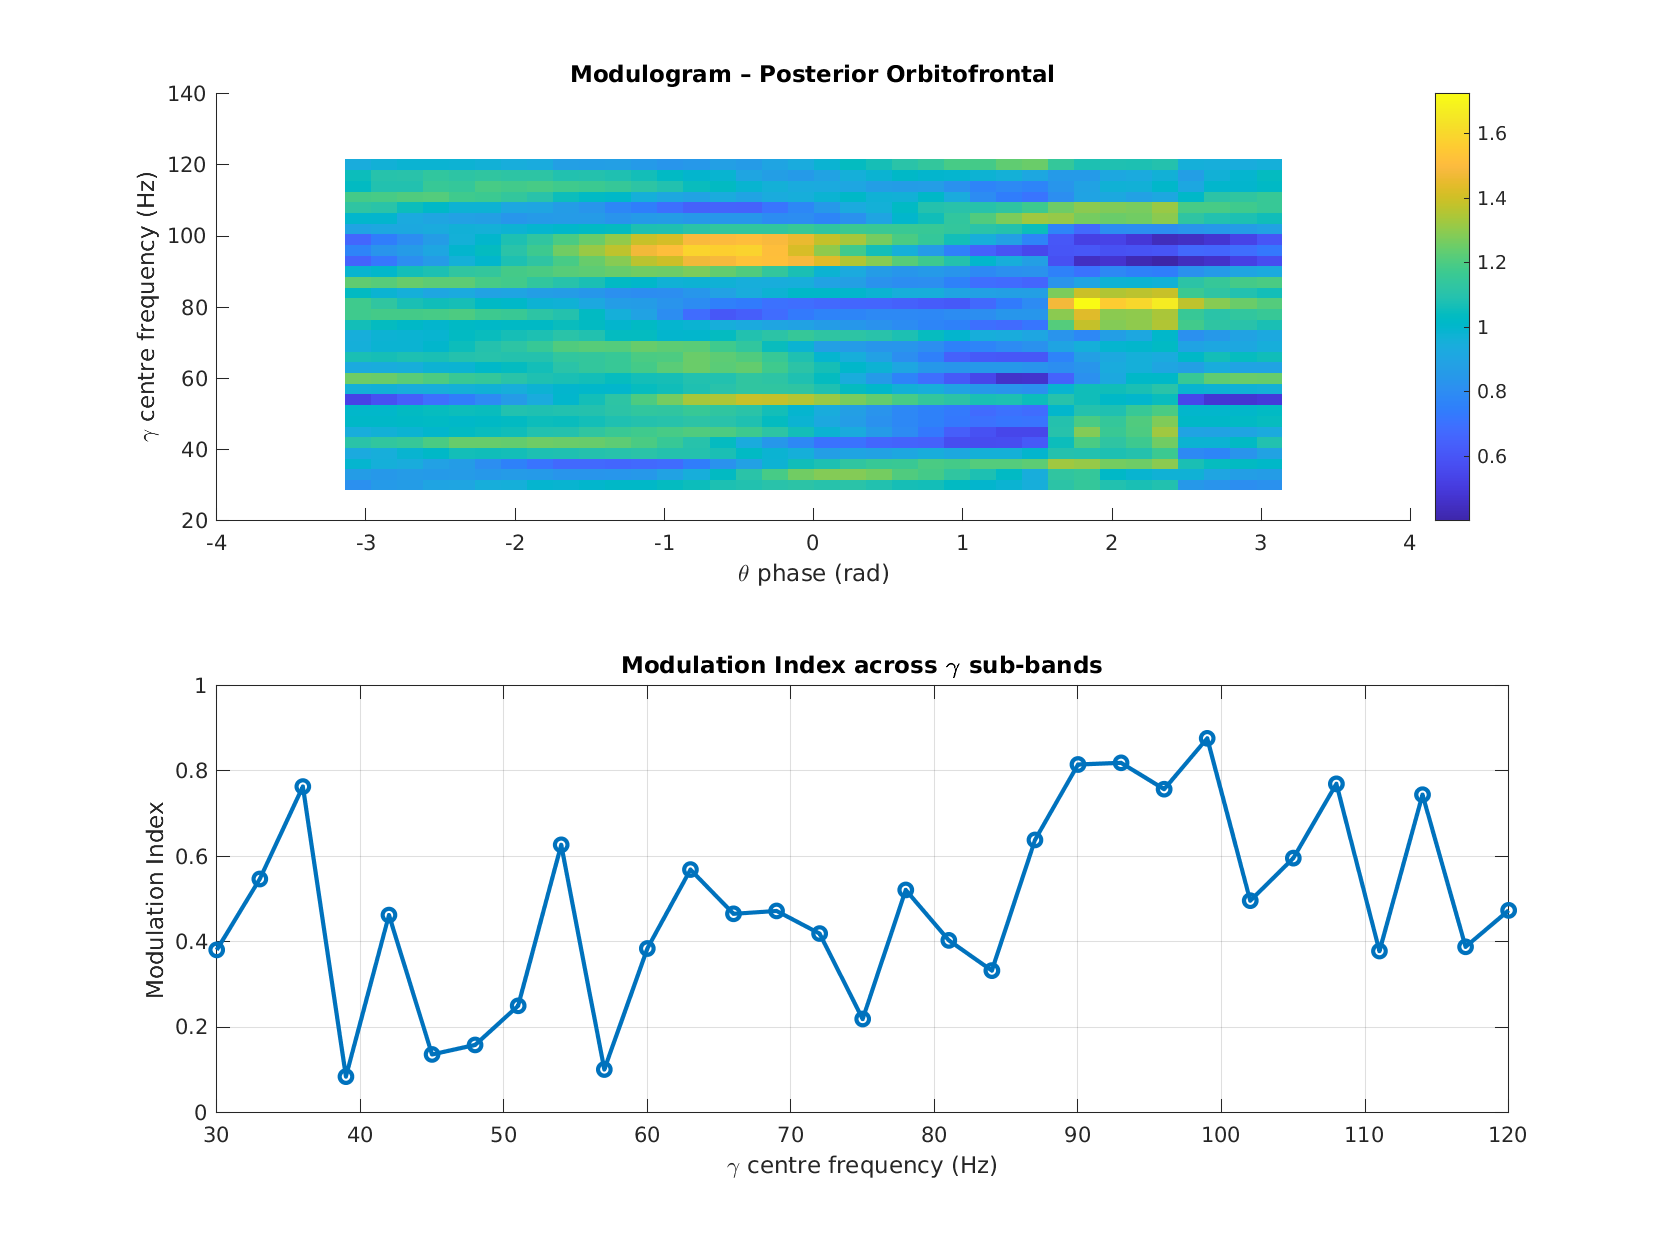 Modulogram – Posterior Orbitofrontal
140
120
100
80
60
40
20
γ centre frequency (Hz)
-4 -3 -2 -1 0 1 2 3 4
θ phase (rad)
1.6
1.4
1.2
1
0.8
0.6
Modulation Index across γ sub-bands
1
0.8
0.6
0.4
0.2
0
Modulation Index
30 40 50 60 70 80 90 100 110 120
γ centre frequency (Hz)